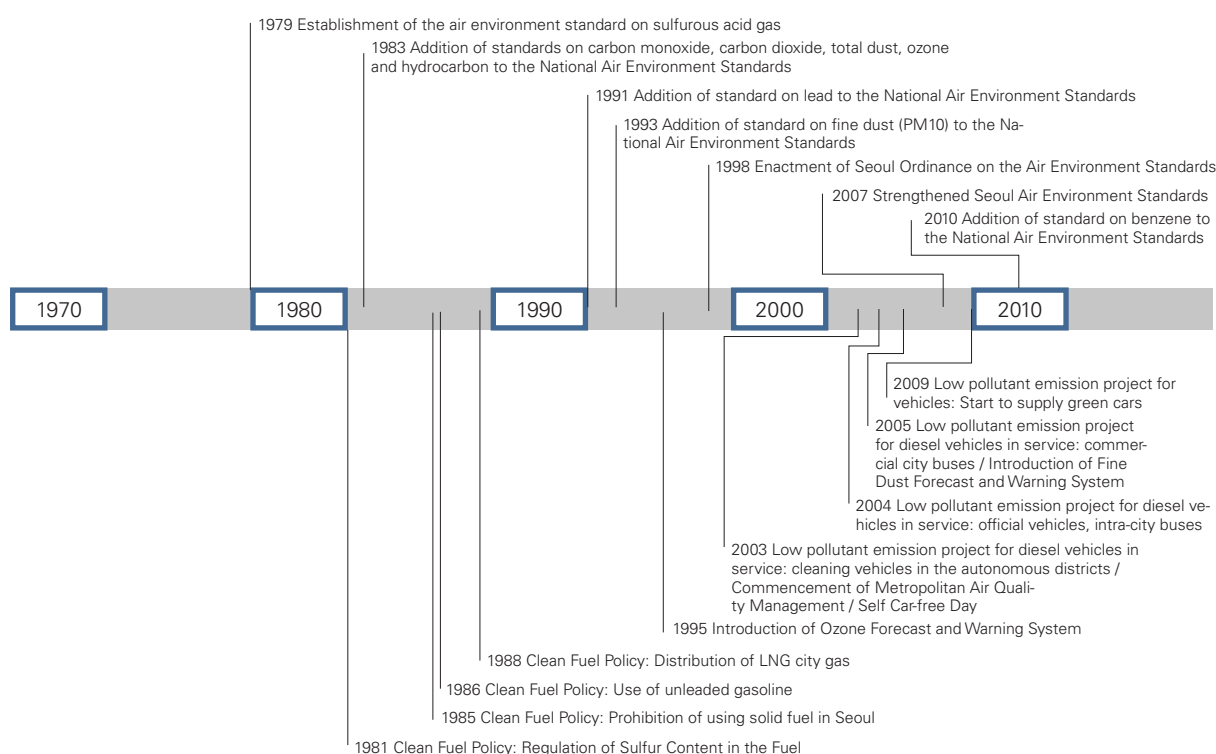 1979 Establishment of the air environment standard on sulfurous acid gas
1983 Addition of standards on carbon monoxide, carbon dioxide, total dust, ozone
and hydrocarbon to the National Air Environment Standards
1991 Addition of standard on lead to the National Air Environment Standards
1993 Addition of standard on fine dust (PM10) to the Na-
tional Air Environment Standards
1998 Enactment of Seoul Ordinance on the Air Environment Standards
2007 Strengthened Seoul Air Environment Standards
2010 Addition of standard on benzene to
the National Air Environment Standards
1970
1980
1990
2000
2010
2009 Low pollutant emission project for
vehicles: Start to supply green cars
2005 Low pollutant emission project
for diesel vehicles in service: commer-
cial city buses / Introduction of Fine
Dust Forecast and Warning System
2004 Low pollutant emission project for diesel ve-
hicles in service: official vehicles, intra-city buses
2003 Low pollutant emission project for diesel vehicles in
service: cleaning vehicles in the autonomous districts /
Commencement of Metropolitan Air Quali-
ty Management / Self Car-free Day
1995 Introduction of Ozone Forecast and Warning System
1988 Clean Fuel Policy: Distribution of LNG city gas
1986 Clean Fuel Policy: Use of unleaded gasoline
1985 Clean Fuel Policy: Prohibition of using solid fuel in Seoul
1981 Clean Fuel Policy: Regulation of Sulfur Content in the Fuel